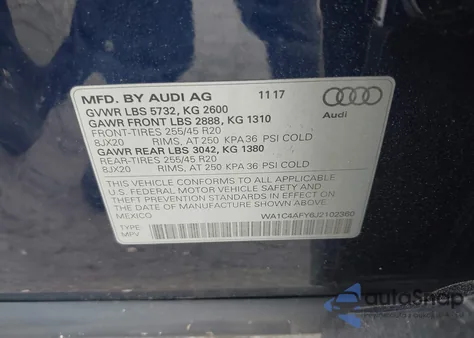 MFD. BY AUDI AG 11 17
GVWR LBS 5732, KG 2600
GAWR FRONT LBS 2888, KG 1310
FRONT-TIRES 255/45 R20
8JX20 RIMS, AT 250 KPA 36 PSI COLD
GAWR REAR LBS 3042, KG 1380
REAR-TIRES 255/45 R20
8JX20 RIMS, AT 250 KPA 36 PSI COLD
Audi
THIS VEHICLE CONFORMS TO ALL APPLICABLE
U.S. FEDERAL MOTOR VEHICLE SAFETY AND
THEFT PREVENTION STANDARDS IN EFFECT ON
THE DATE OF MANUFACTURE SHOWN ABOVE.
MEXICO WA1C4AFY6J2102360
TYPE:
MPV
autoSnap